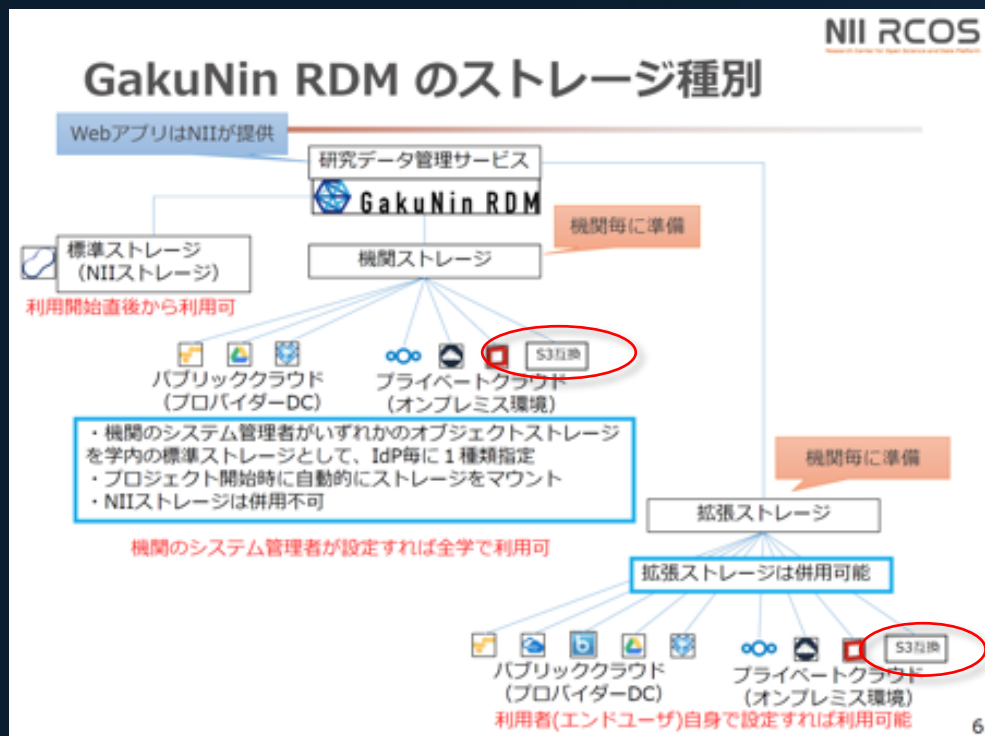 NII RCOS
Research Center for Open Science and Data Platform
GakuNin RDM のストレージ種別
WebアプリはNIIが提供
研究データ管理サービス
GakuNin RDM
機関毎に準備
標準ストレージ
（NIIストレージ）
利用開始直後から利用可
機関ストレージ
S3互換
パブリッククラウド
（プロバイダーDC）
プライベートクラウド
（オンプレミス環境）
・機関のシステム管理者がいずれかのオブジェクトストレージ
を学内の標準ストレージとして、IdP毎に１種類指定
・プロジェクト開始時に自動的にストレージをマウント
・NIIストレージは併用不可
機関のシステム管理者が設定すれば全学で利用可
機関毎に準備
拡張ストレージ
拡張ストレージは併用可能
S3互換
パブリッククラウド
（プロバイダーDC）
プライベートクラウド
（オンプレミス環境）
利用者(エンドユーザ)自身で設定すれば利用可能
6